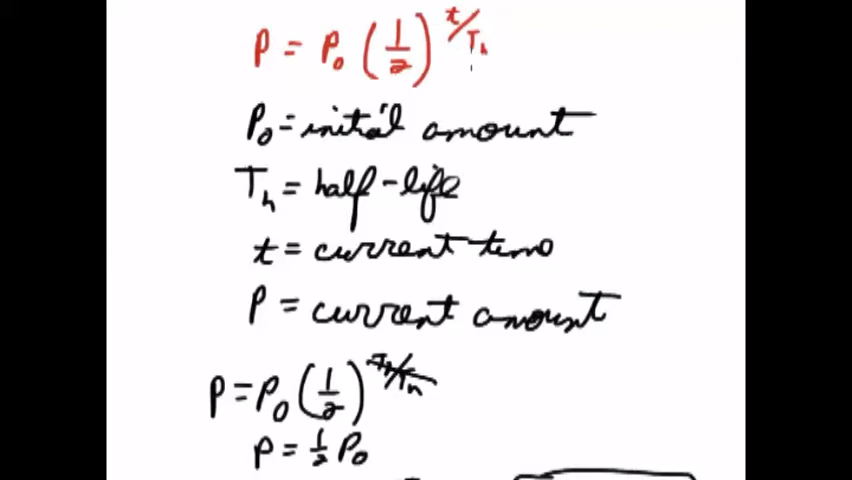 P = P₀ (1/2)^(t/Tₕ)
P₀ = initial amount
Tₕ = half-life
t = current time
P = current amount
P = P₀ (1/2)^(Tₕ/Tₕ)
P = 1/2 P₀